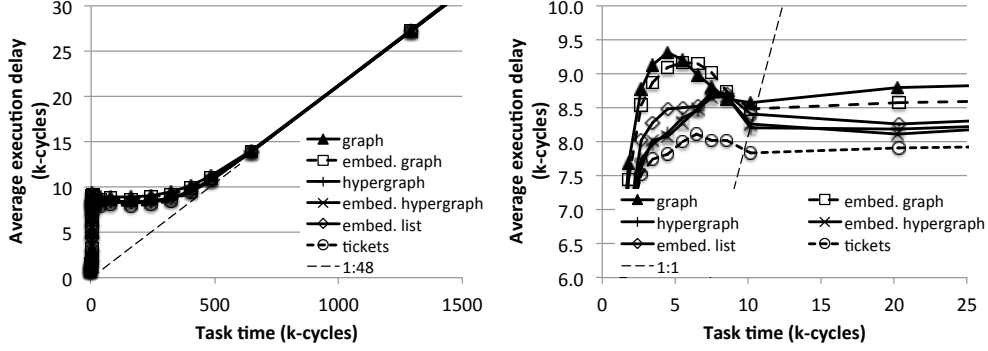 Average execution delay
(k-cycles)
30
25
20
15
10
5
0
graph
embed. graph
hypergraph
embed. hypergraph
embed. list
tickets
1:48
0
500
1000
1500
Task time (k-cycles)
Average execution delay
(k-cycles)
10.0
9.5
9.0
8.5
8.0
7.5
7.0
6.5
6.0
graph
embed. graph
hypergraph
embed. hypergraph
embed. list
tickets
1:1
0
5
10
15
20
25
Task time (k-cycles)